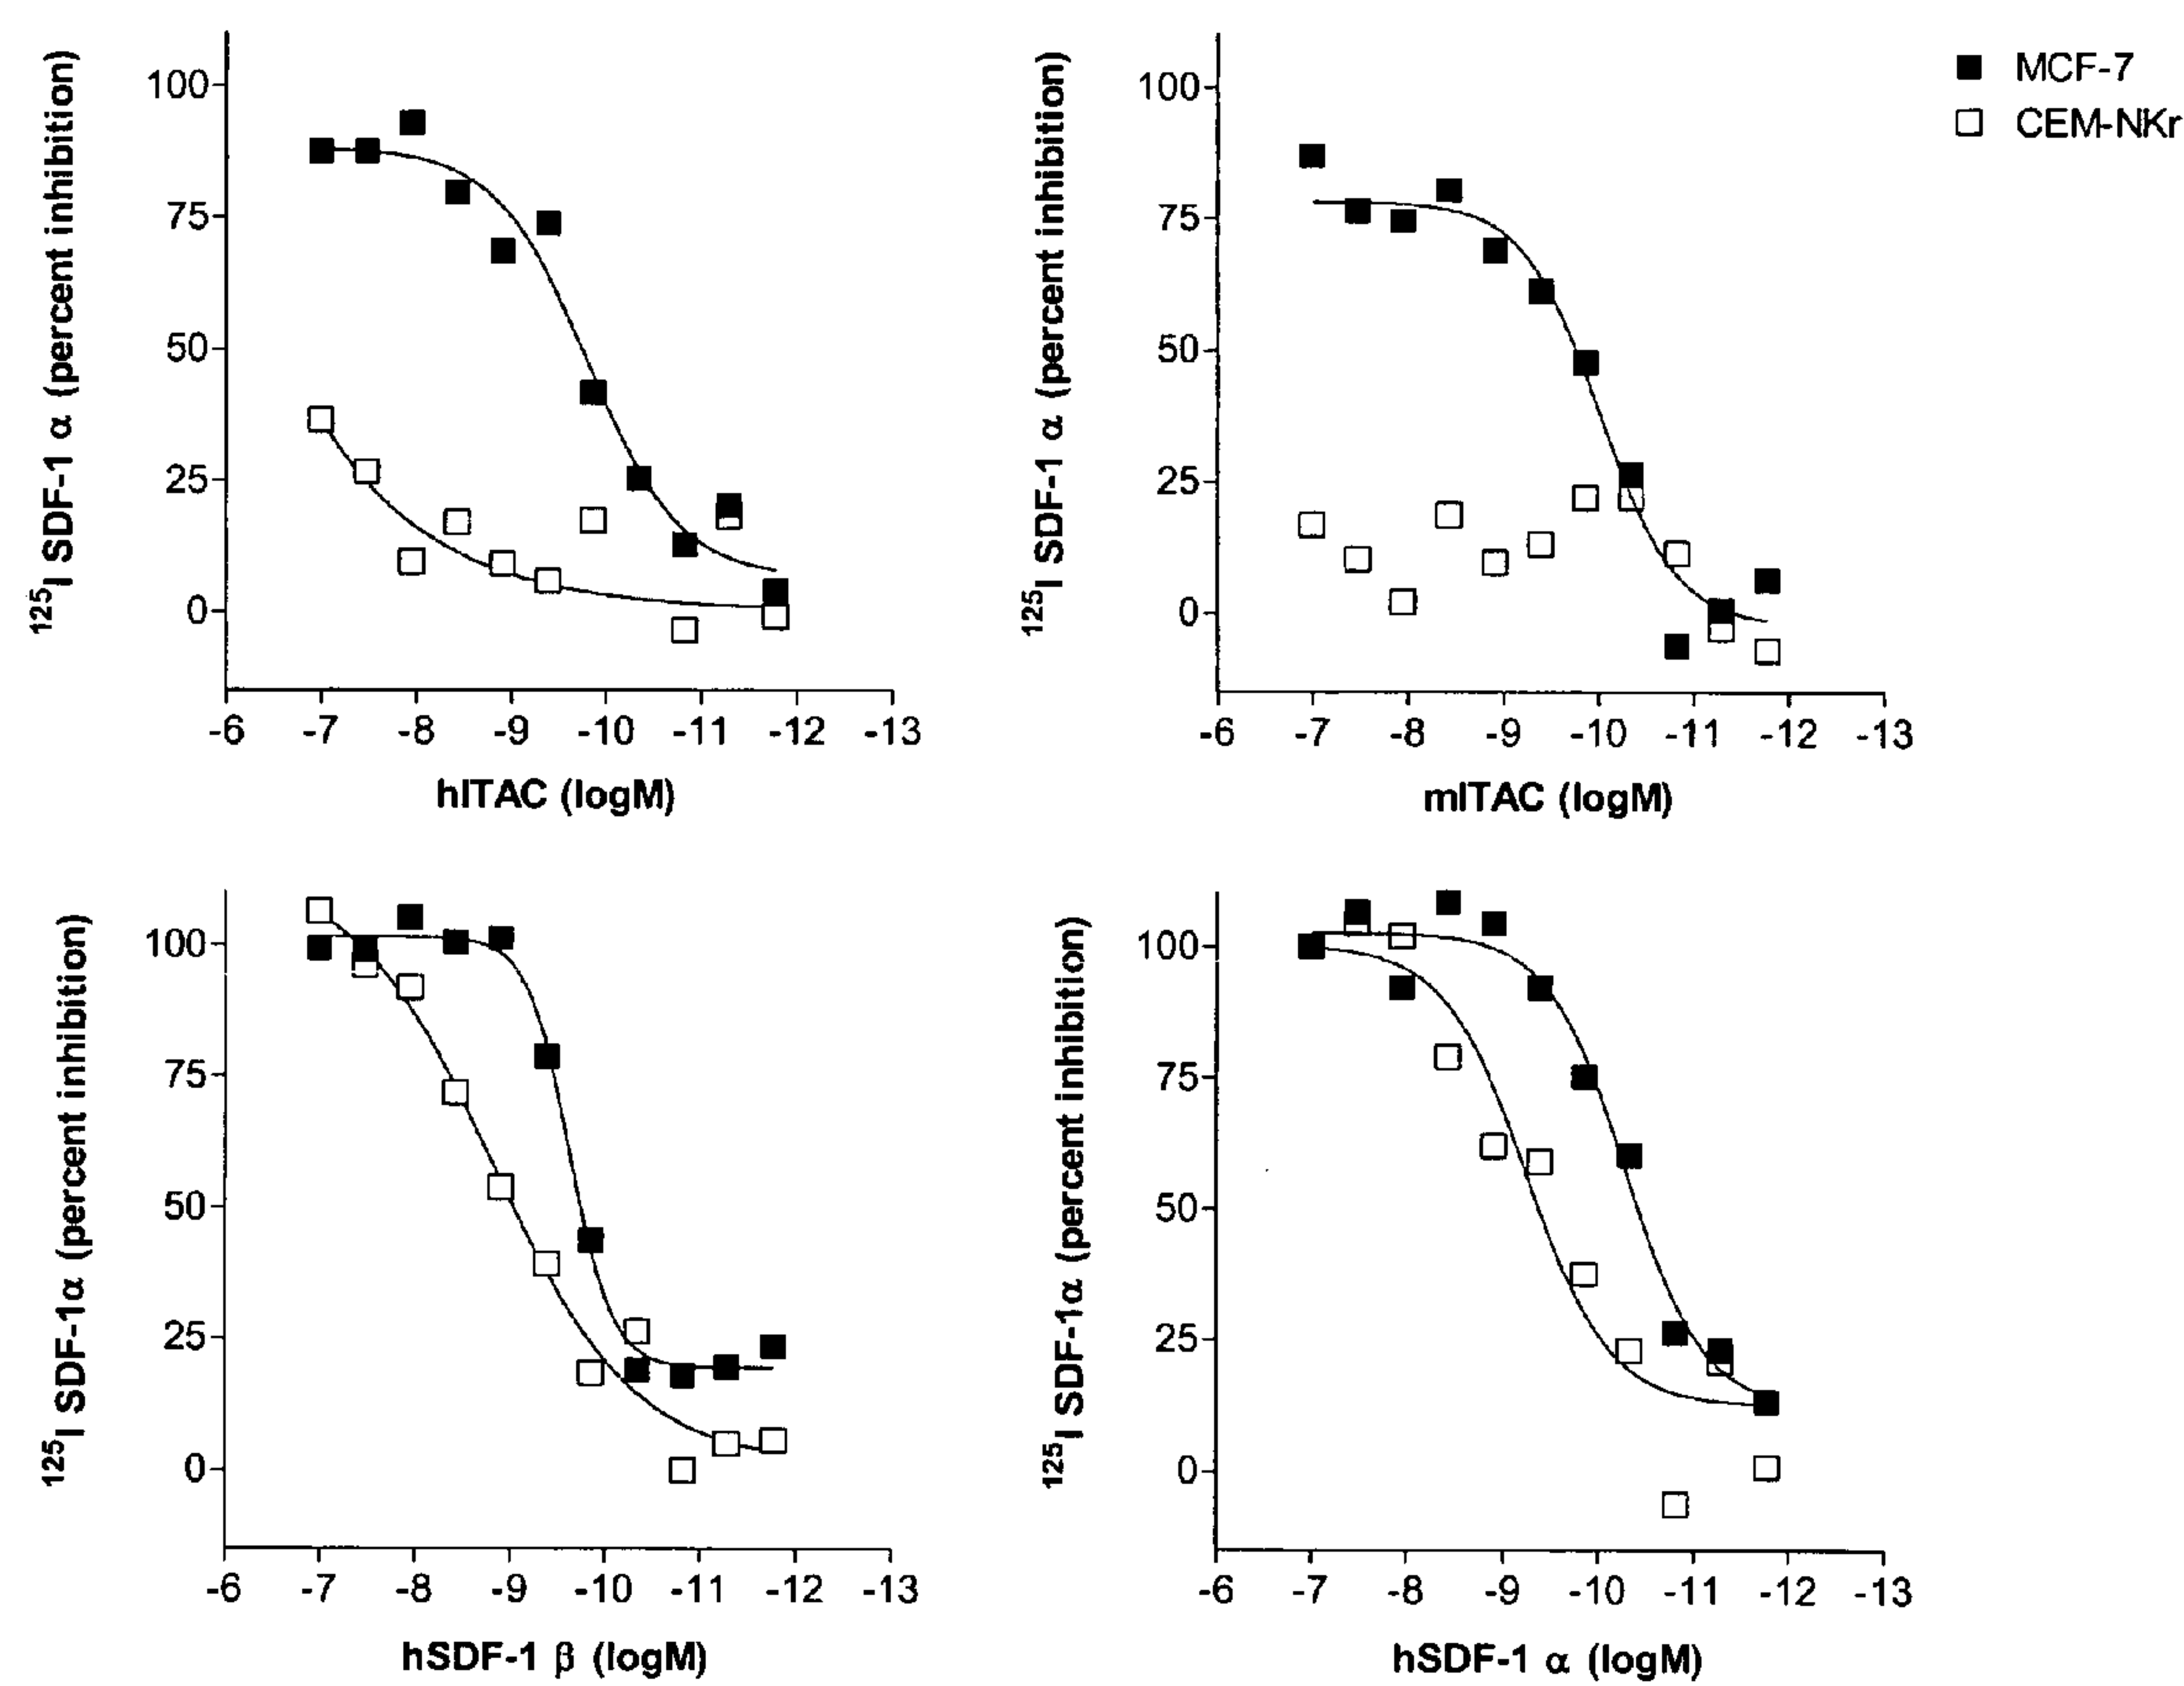 MCF-7
CEM-NKr
¹²⁵I SDF-1 α (percent inhibition)
100
75
50
25
0
-6 -7 -8 -9 -10 -11 -12 -13
hITAC (logM)
¹²⁵I SDF-1 α (percent inhibition)
100
75
50
25
0
-6 -7 -8 -9 -10 -11 -12 -13
mITAC (logM)
¹²⁵I SDF-1α (percent inhibition)
100
75
50
25
0
-6 -7 -8 -9 -10 -11 -12 -13
hSDF-1 β (logM)
¹²⁵I SDF-1α (percent inhibition)
100
75
50
25
0
-6 -7 -8 -9 -10 -11 -12 -13
hSDF-1 α (logM)